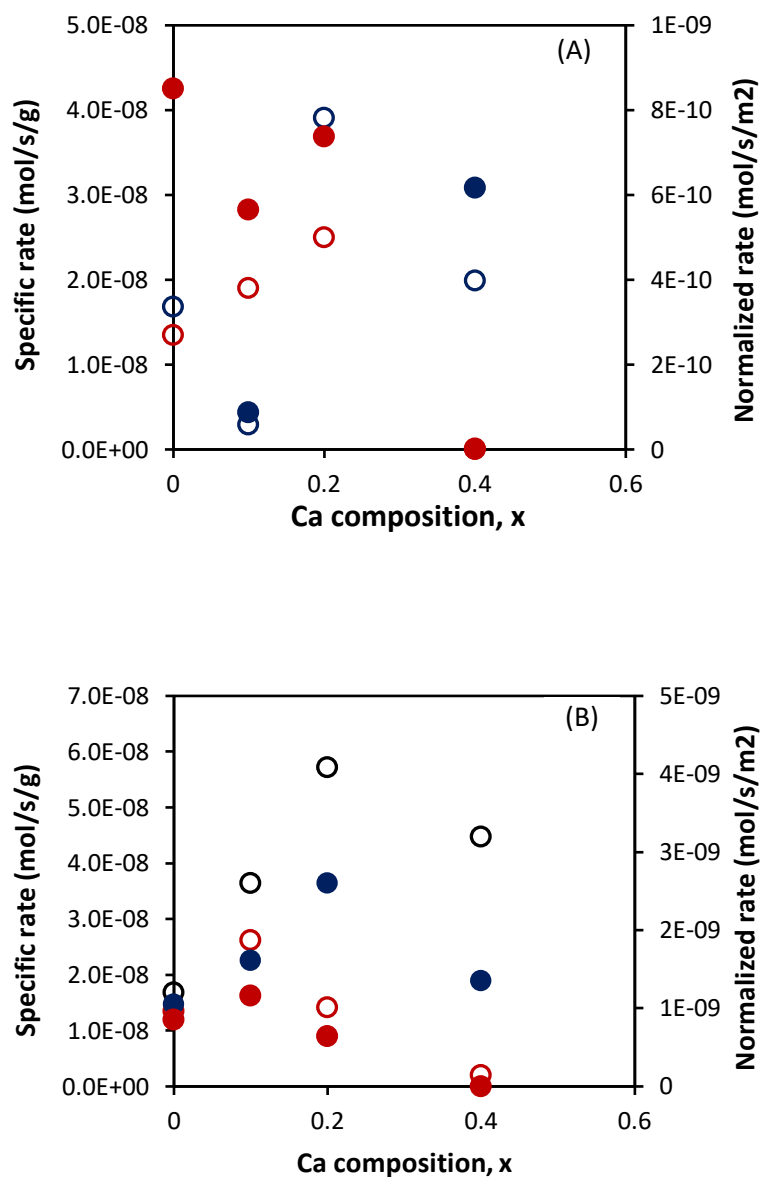 (A)
5.0E-08
4.0E-08
3.0E-08
2.0E-08
1.0E-08
0.0E+00
Specific rate (mol/s/g)
1E-09
8E-10
6E-10
4E-10
2E-10
0
Normalized rate (mol/s/m2)
0 0.2 0.4 0.6
Ca composition, x
(B)
7.0E-08
6.0E-08
5.0E-08
4.0E-08
3.0E-08
2.0E-08
1.0E-08
0.0E+00
Specific rate (mol/s/g)
5E-09
4E-09
3E-09
2E-09
1E-09
0
Normalized rate (mol/s/m2)
0 0.2 0.4 0.6
Ca composition, x